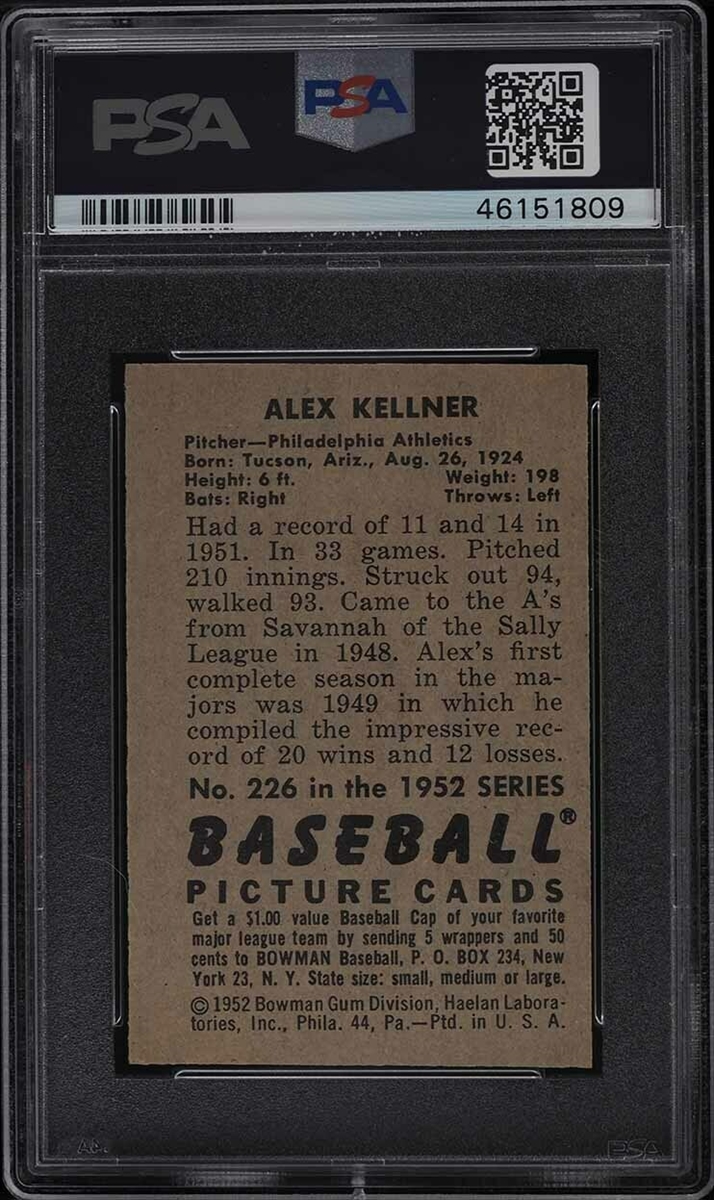 PSA PSA
46151809
ALEX KELLNER
Pitcher—Philadelphia Athletics
Born: Tucson, Ariz., Aug. 26, 1924
Height: 6 ft. Weight: 198
Bats: Right Throws: Left
Had a record of 11 and 14 in
1951. In 33 games. Pitched
210 innings. Struck out 94,
walked 93. Came to the A's
from Savannah of the Sally
League in 1948. Alex's first
complete season in the ma-
jors was 1949 in which he
compiled the impressive rec-
ord of 20 wins and 12 losses.
No. 226 in the 1952 SERIES
BASEBALL®
PICTURE CARDS
Get a $1.00 value Baseball Cap of your favorite
major league team by sending 5 wrappers and 50
cents to BOWMAN Baseball, P. O. BOX 234, New
York 23, N. Y. State size: small, medium or large.
© 1952 Bowman Gum Division, Haelan Labora-
tories, Inc., Phila. 44, Pa.—Ptd. in U. S. A.
PSA